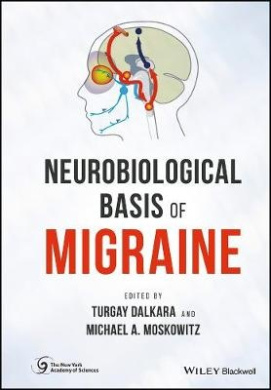 NEUROBIOLOGICAL
BASIS OF
MIGRAINE
EDITED BY
TURGAY DALKARA AND
MICHAEL A. MOSKOWITZ
The New York
Academy of Sciences
WILEY Blackwell